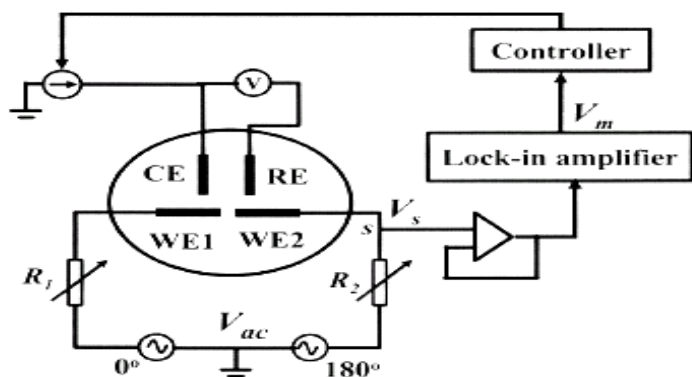 Controller
V
V_m
CE
RE
Lock-in amplifier
WE1
WE2
s
V_s
R_1
R_2
V_ac
0°
180°